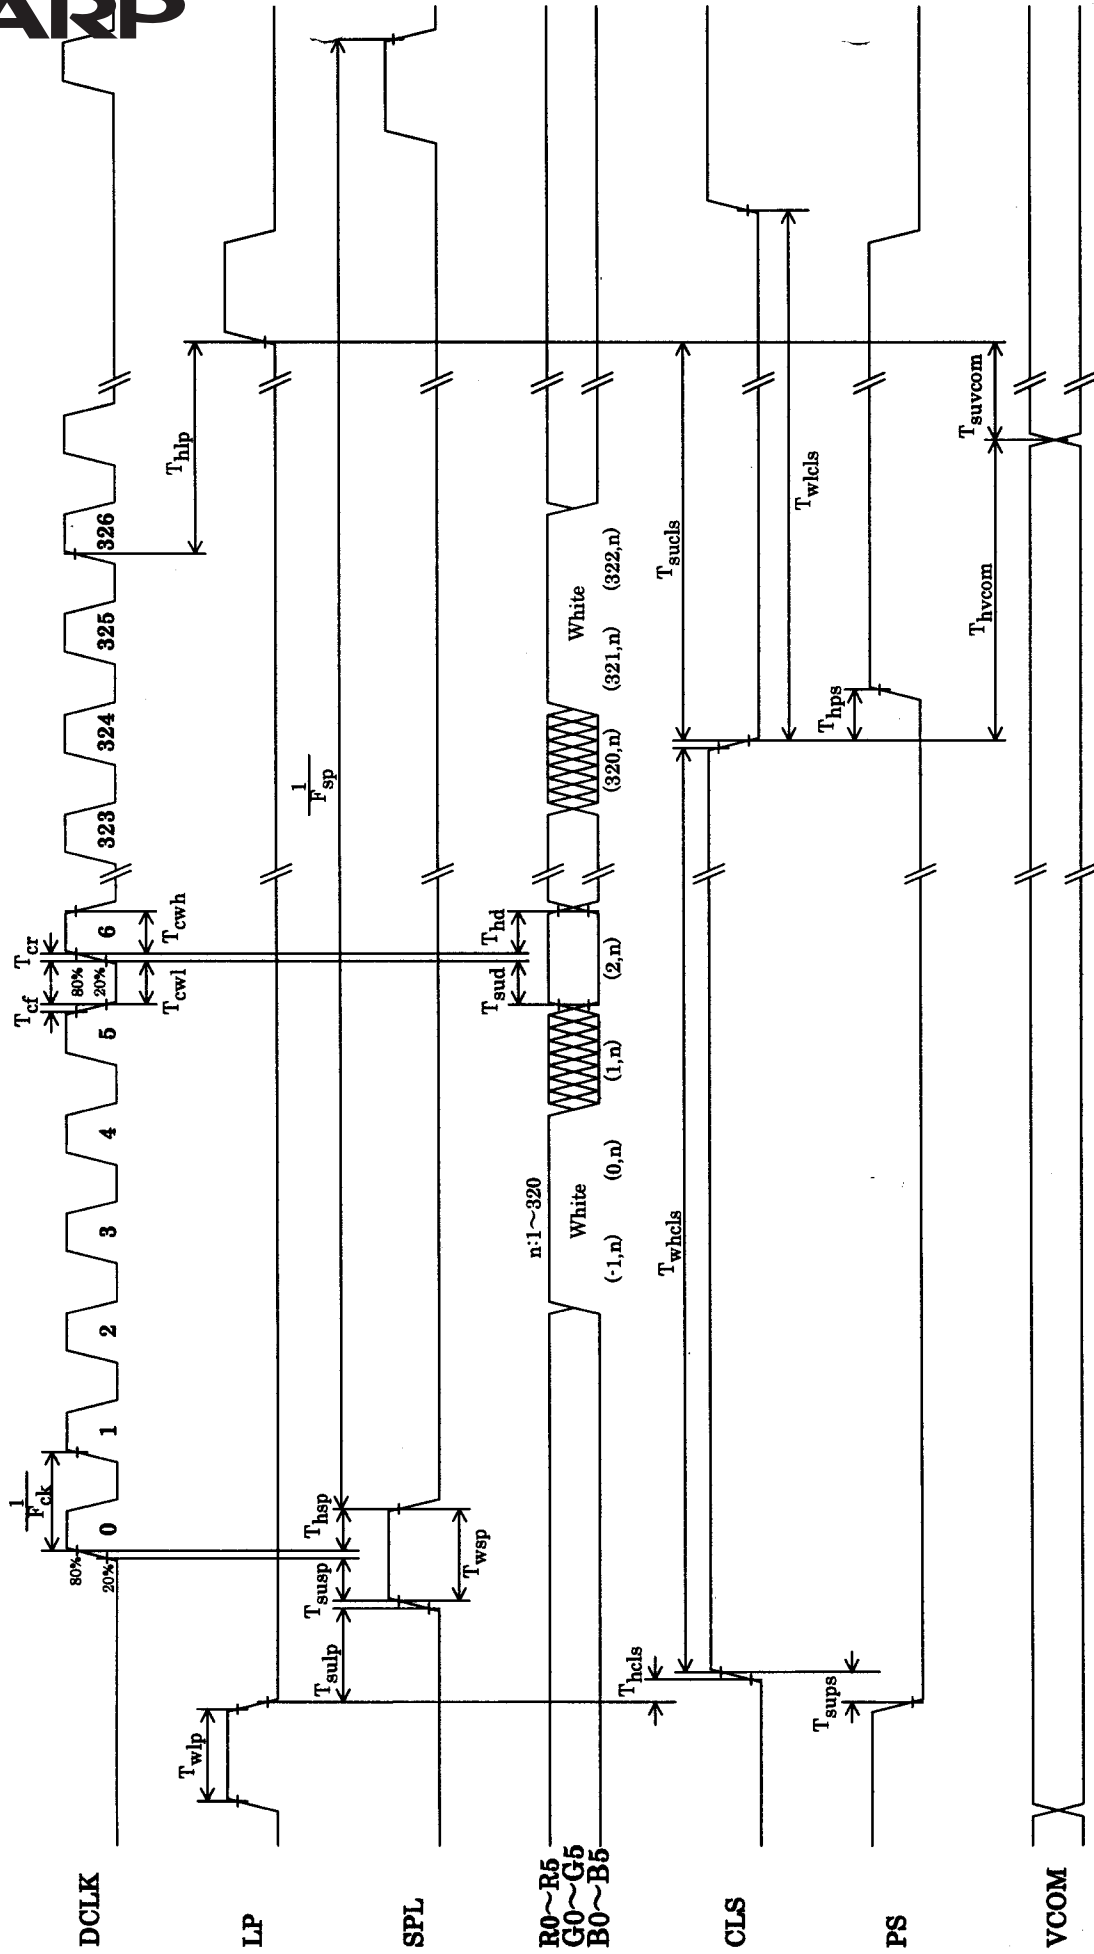 ARP
DCLK
80%
20%
1
Fck
0
1
2
3
4
5
Tcf
Tcr
80%
20%
6
Tcwl
Tcwh
323
324
325
326
Thlp
LP
Twlp
Tsulp
Tsusp
Thsp
1
Fsp
SPL
Twsp
Tsud
Thd
R0～R5
G0～G5
B0～B5
n:1～320
White
(-1,n)
(0,n)
(1,n)
(2,n)
(320,n)
White
(321,n)
(322,n)
CLS
Thcls
Twhcls
Tsucls
Twlcls
PS
Tsups
Thps
VCOM
Thvcom
Tsuvcom